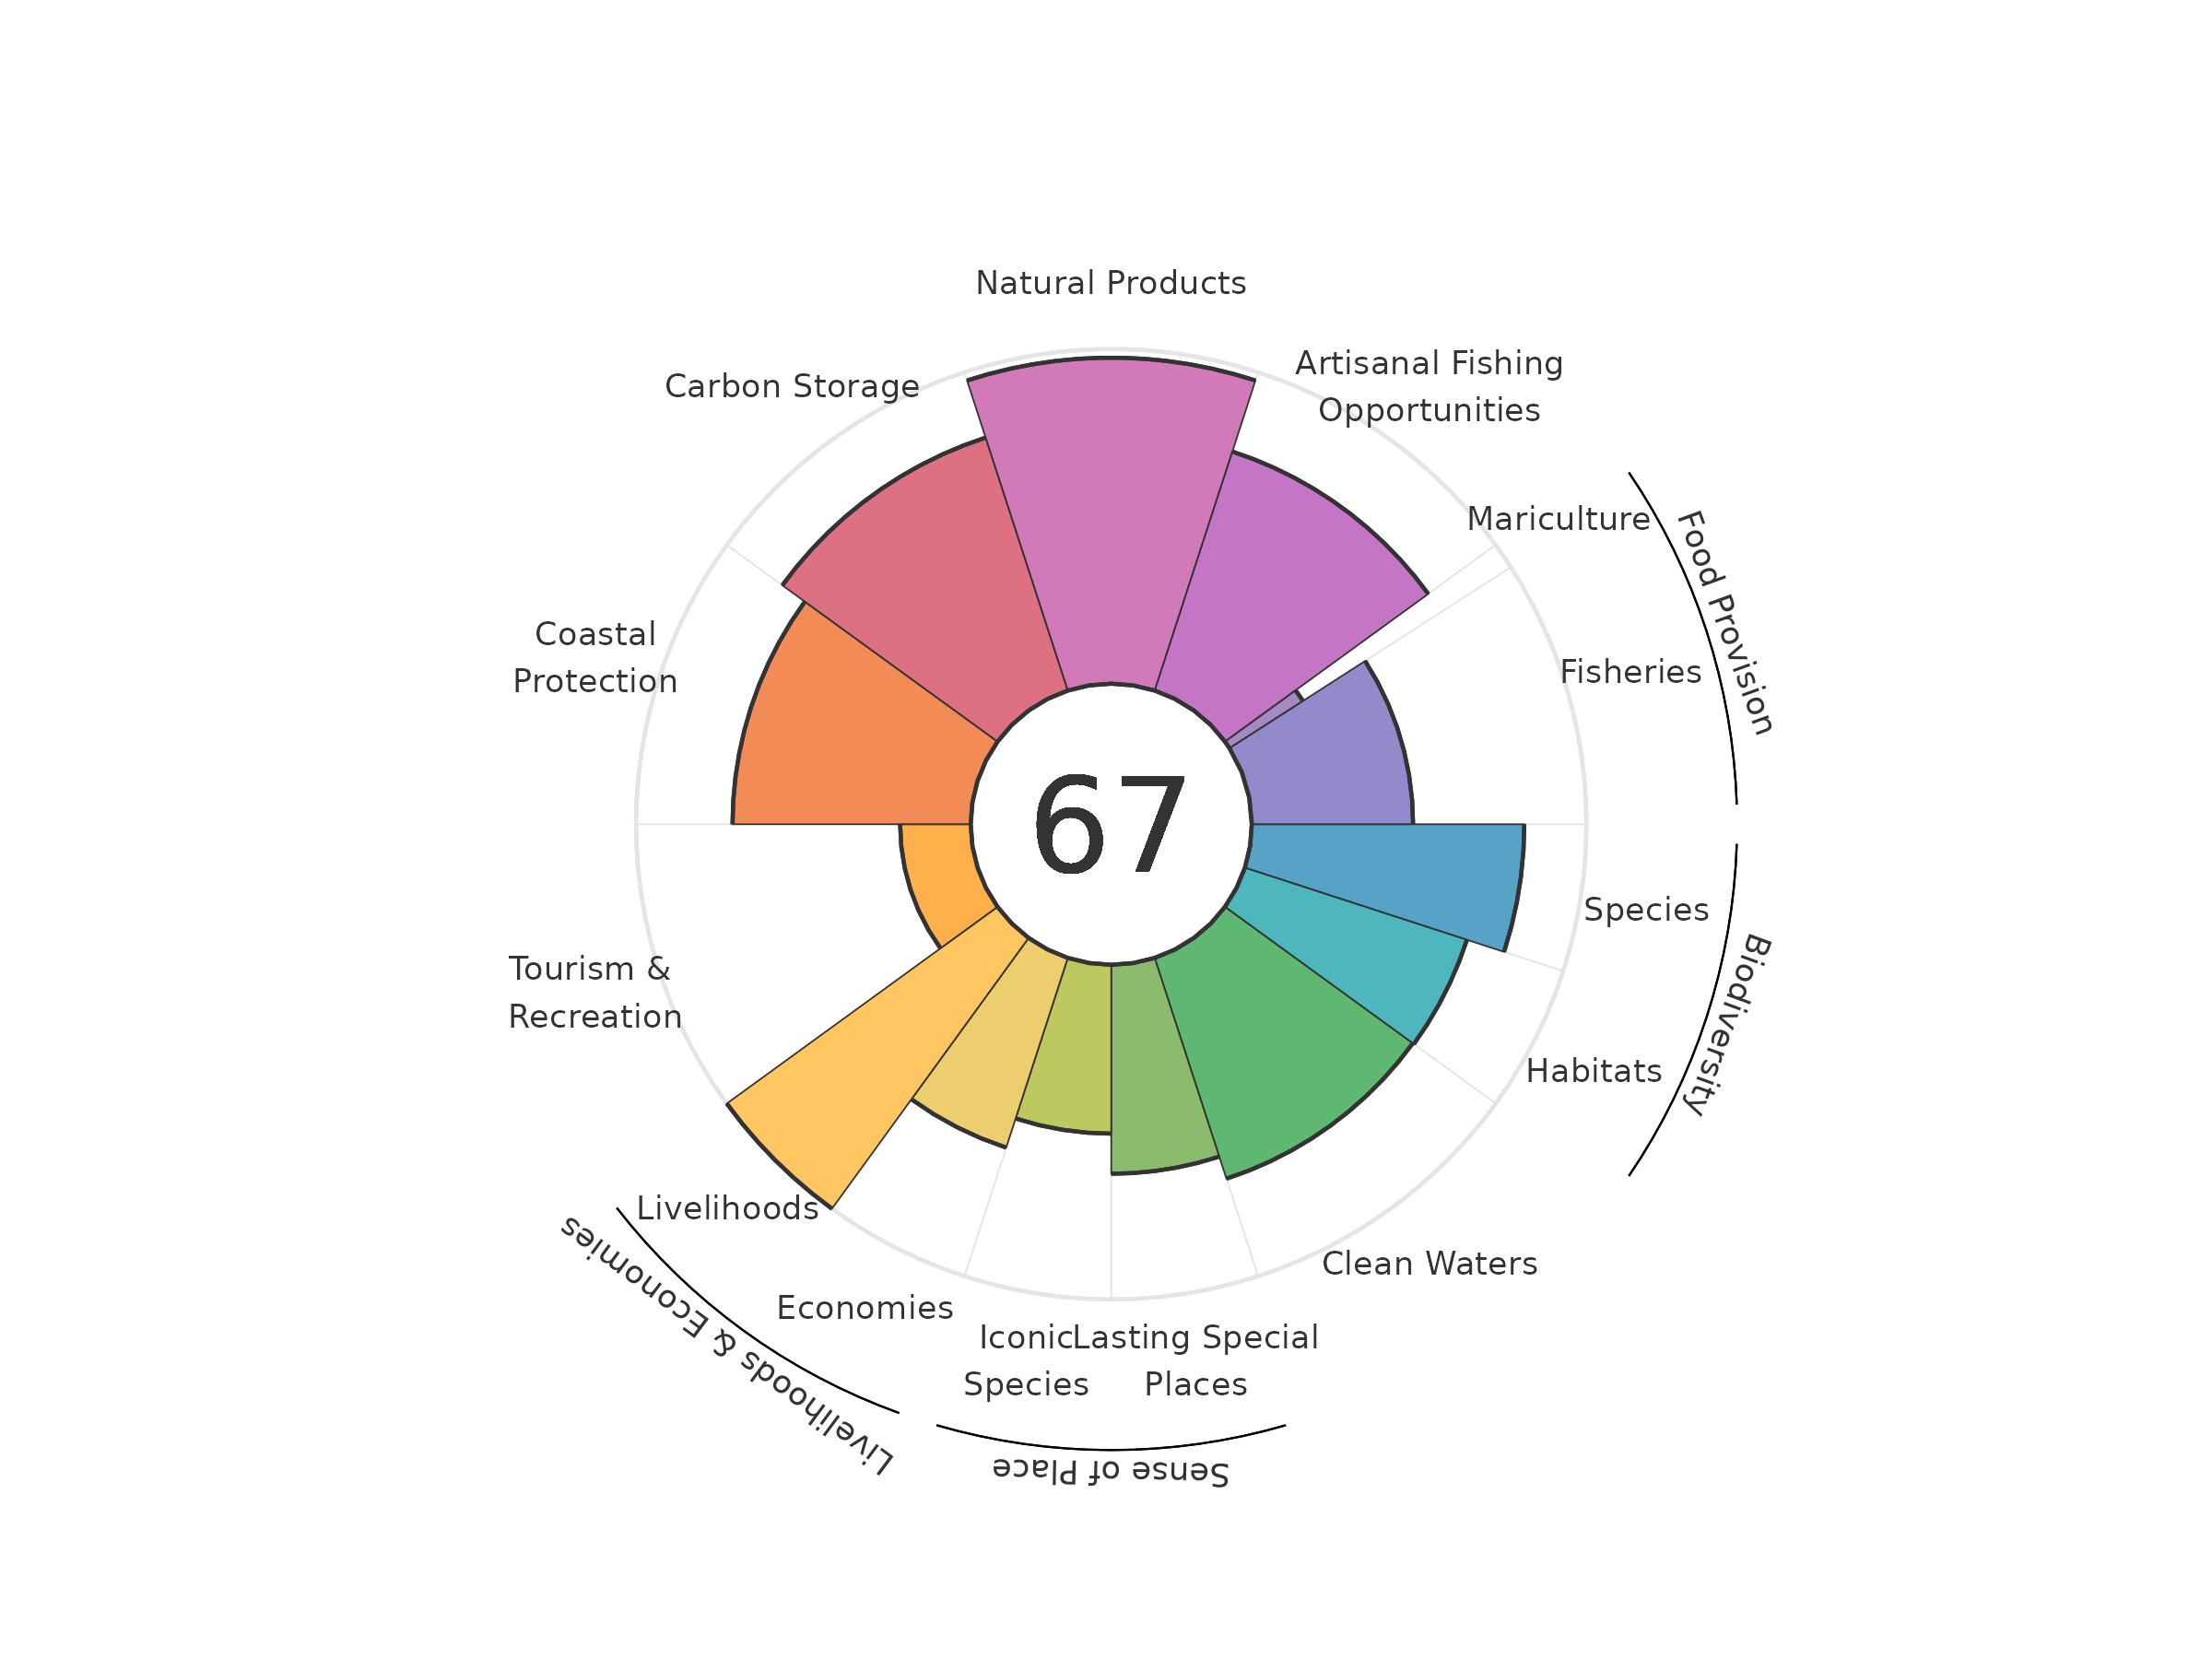 Natural Products
Artisanal Fishing
Opportunities
Carbon Storage
Mariculture
Food Provision
Coastal
Protection
Fisheries
67
Species
Biodiversity
Tourism &
Recreation
Habitats
Livelihoods
Clean Waters
Livelihoods & Economies
Economies
Iconic
Species
Lasting Special
Places
Sense of Place